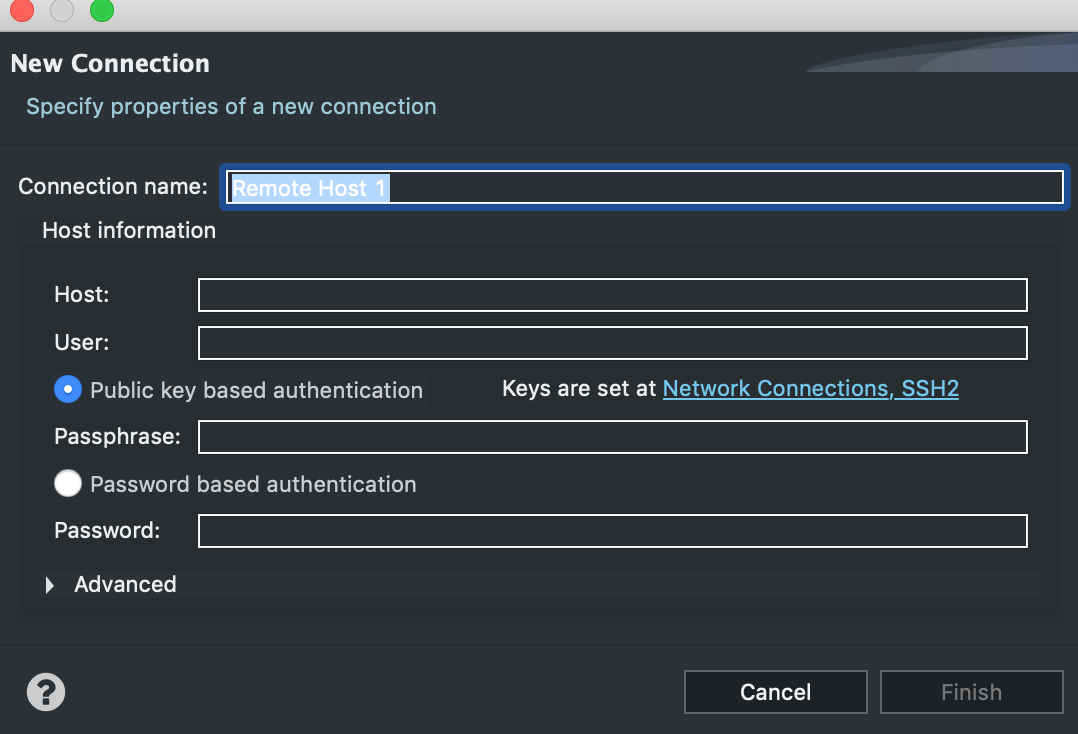 New Connection
Specify properties of a new connection
Connection name: Remote Host 1
Host information
Host:
User:
Public key based authentication Keys are set at Network Connections, SSH2
Passphrase:
Password based authentication
Password:
Advanced
? Cancel Finish